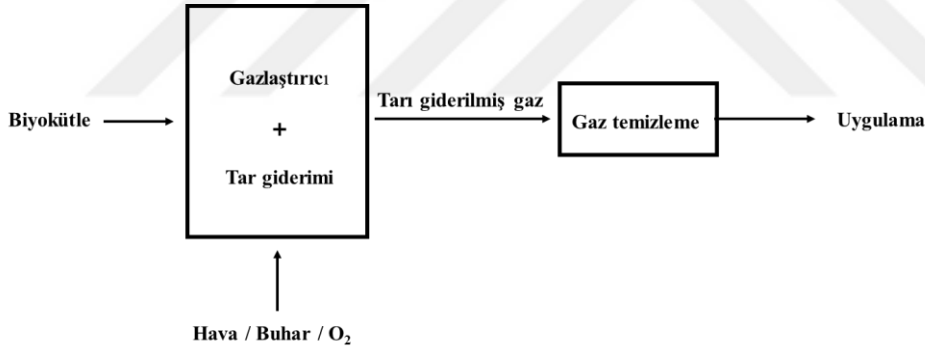 Gazlaştırıcı
Biyokütle
+
Tar giderimi
Tarı giderilmiş gaz
Gaz temizleme
Uygulama
Hava / Buhar / O₂